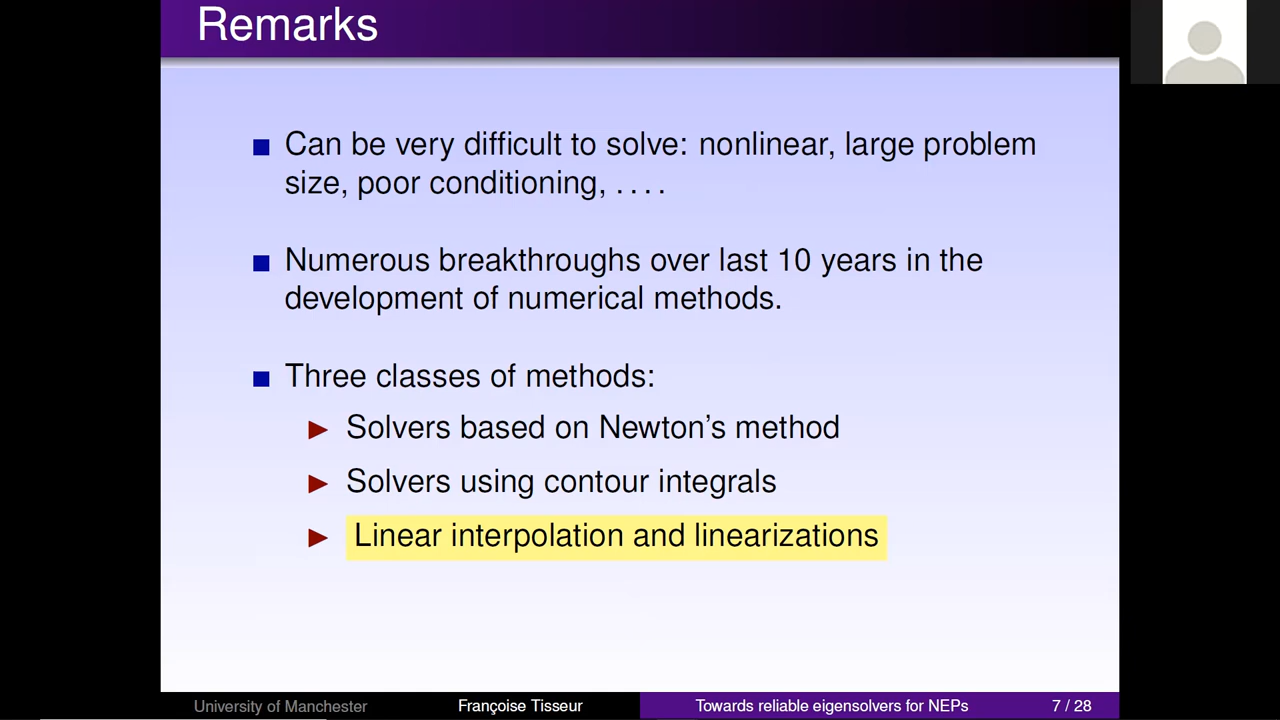 Remarks
■ Can be very difficult to solve: nonlinear, large problem
size, poor conditioning, ....
■ Numerous breakthroughs over last 10 years in the
development of numerical methods.
■ Three classes of methods:
▶ Solvers based on Newton's method
▶ Solvers using contour integrals
▶ Linear interpolation and linearizations
University of Manchester Françoise Tisseur Towards reliable eigensolvers for NEPs 7 / 28